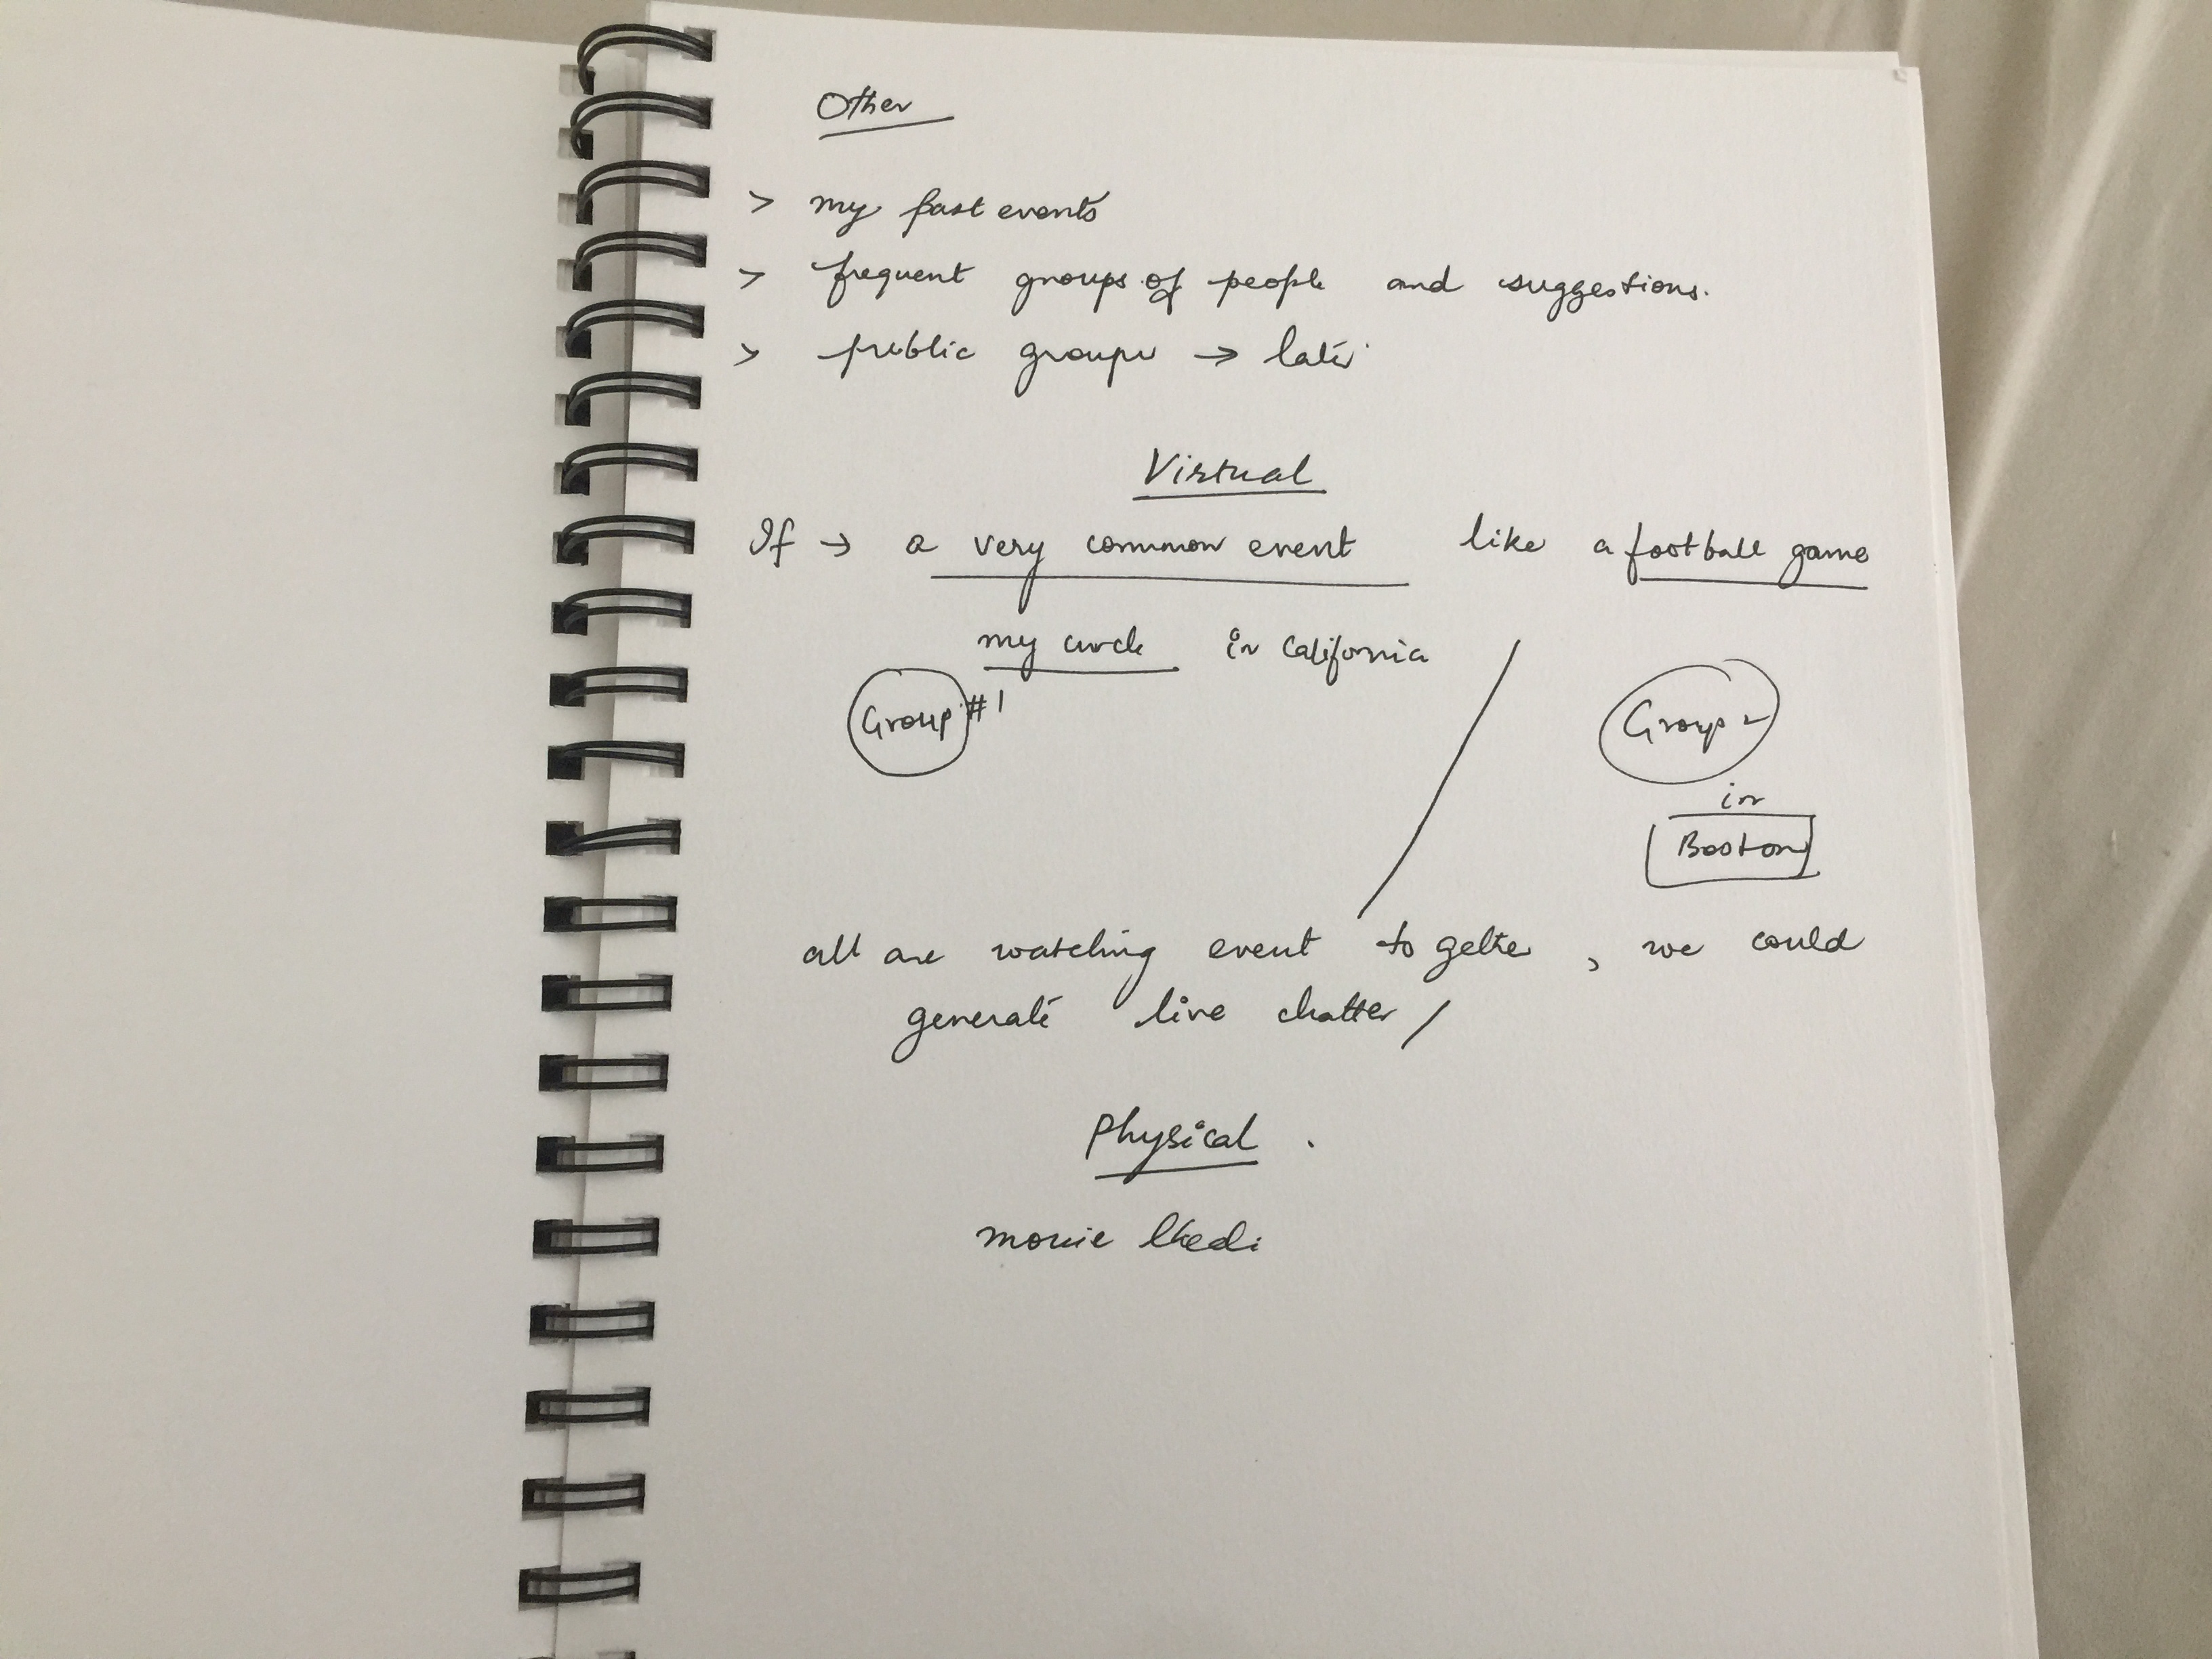 Other
> my past events
> frequent groups of people and suggestions.
> public groups → later
Virtual
If → a very common event like a football game
my circle in California
Group #1
Group 2
in
Boston
all are watching event to gether, we could
generate live chatter /
Physical
movie